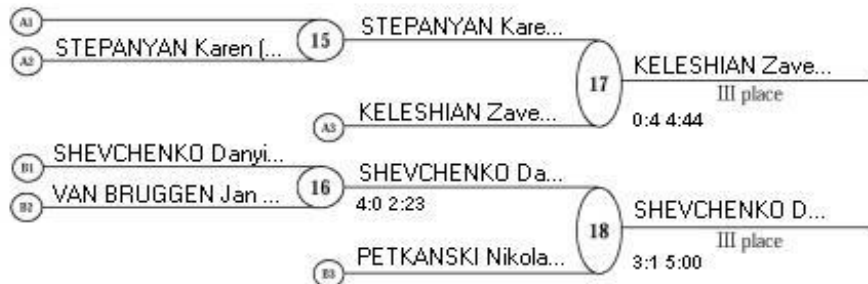 A1
STEPANYAN Karen (...
A2
15
STEPANYAN Kare...
17
KELESHIAN Zave...
III place
0:4 4:44
A3
KELESHIAN Zave...
B1
SHEVCHENKO Danyi...
16
SHEVCHENKO Da...
4:0 2:23
B2
VAN BRUGGEN Jan ...
18
SHEVCHENKO D...
III place
3:1 5:00
B3
PETKANSKI Nikola...